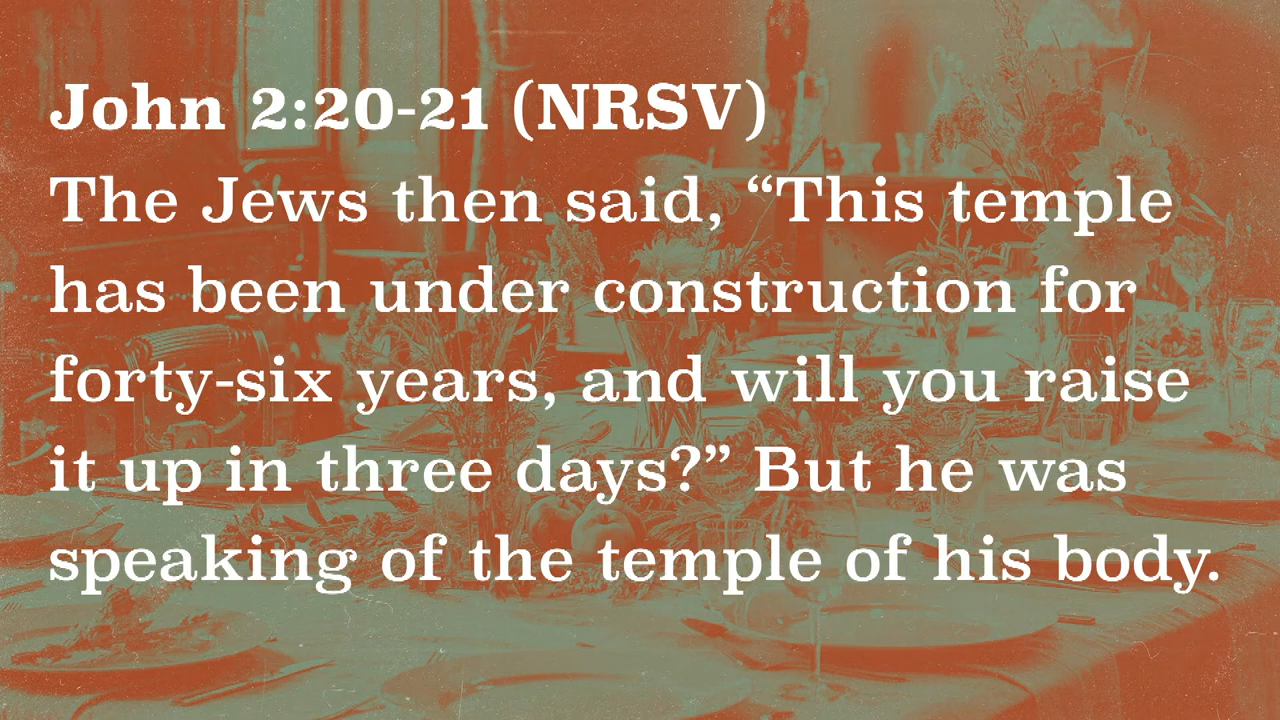 John 2:20-21 (NRSV)
The Jews then said, “This temple
has been under construction for
forty-six years, and will you raise
it up in three days?” But he was
speaking of the temple of his body.